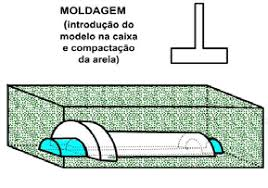 MOLDAGEM
(introdução do
modelo na caixa
e compactação
da areia)